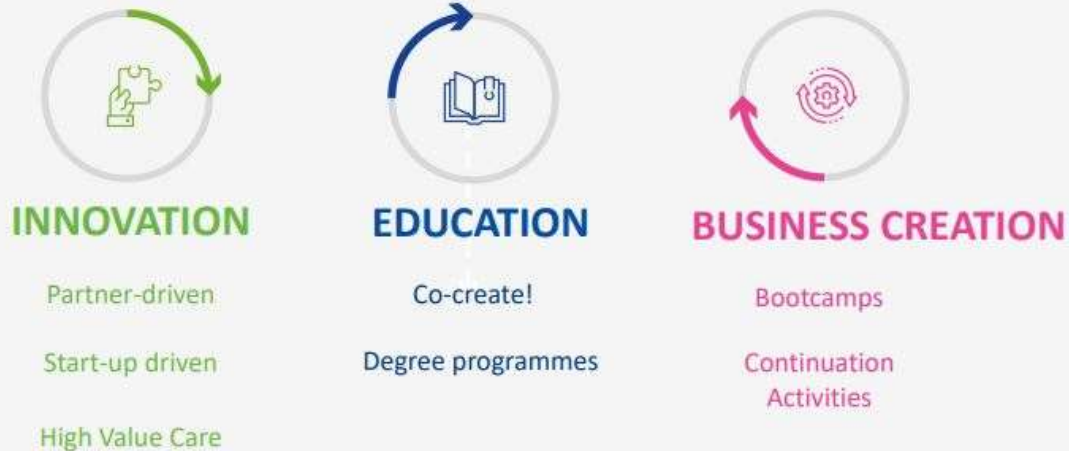 INNOVATION
Partner-driven
Start-up driven
High Value Care
EDUCATION
Co-create!
Degree programmes
BUSINESS CREATION
Bootcamps
Continuation
Activities